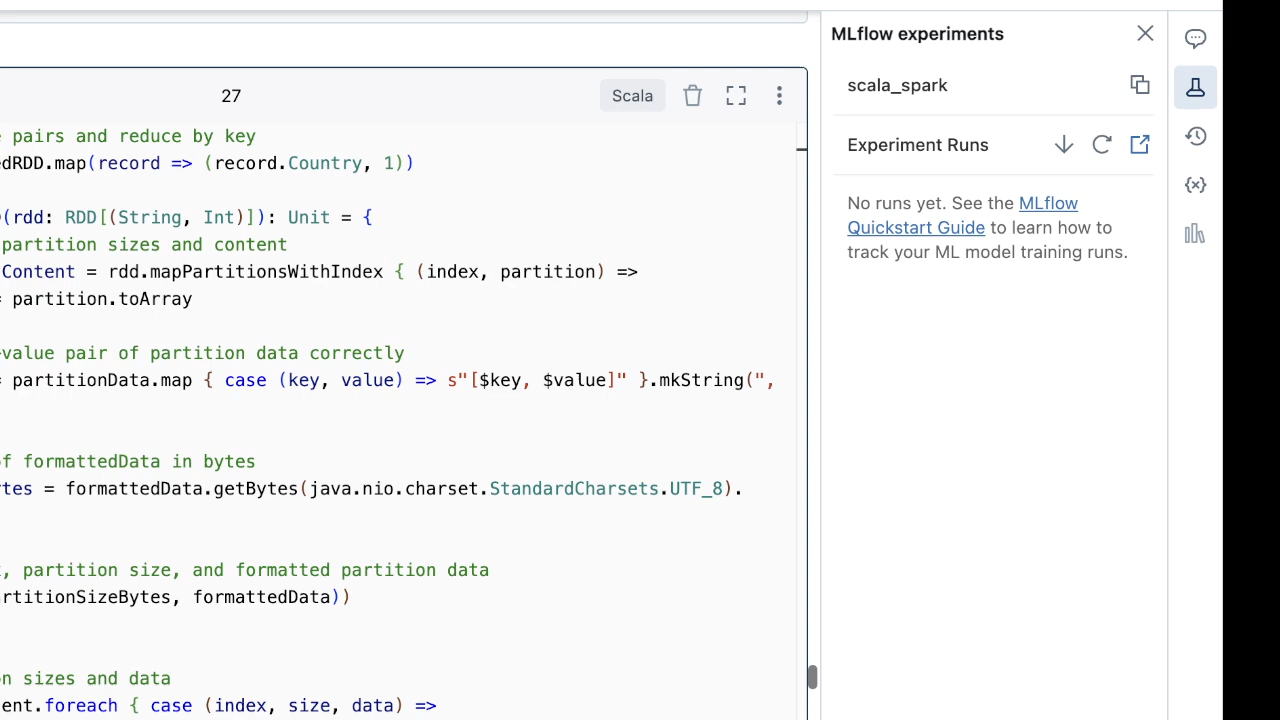 27
Scala
pairs and reduce by key
edRDD.map(record => (record.Country, 1))
(rdd: RDD[(String, Int)]): Unit = {
partition sizes and content
Content = rdd.mapPartitionsWithIndex { (index, partition) =>
= partition.toArray
-value pair of partition data correctly
= partitionData.map { case (key, value) => s"[$key, $value]" }.mkString(",
of formattedData in bytes
tes = formattedData.getBytes(java.nio.charset.StandardCharsets.UTF_8).
, partition size, and formatted partition data
rtitionSizeBytes, formattedData))
n sizes and data
ent.foreach { case (index, size, data) =>
MLflow experiments
scala_spark
Experiment Runs
No runs yet. See the MLflow
Quickstart Guide to learn how to
track your ML model training runs.